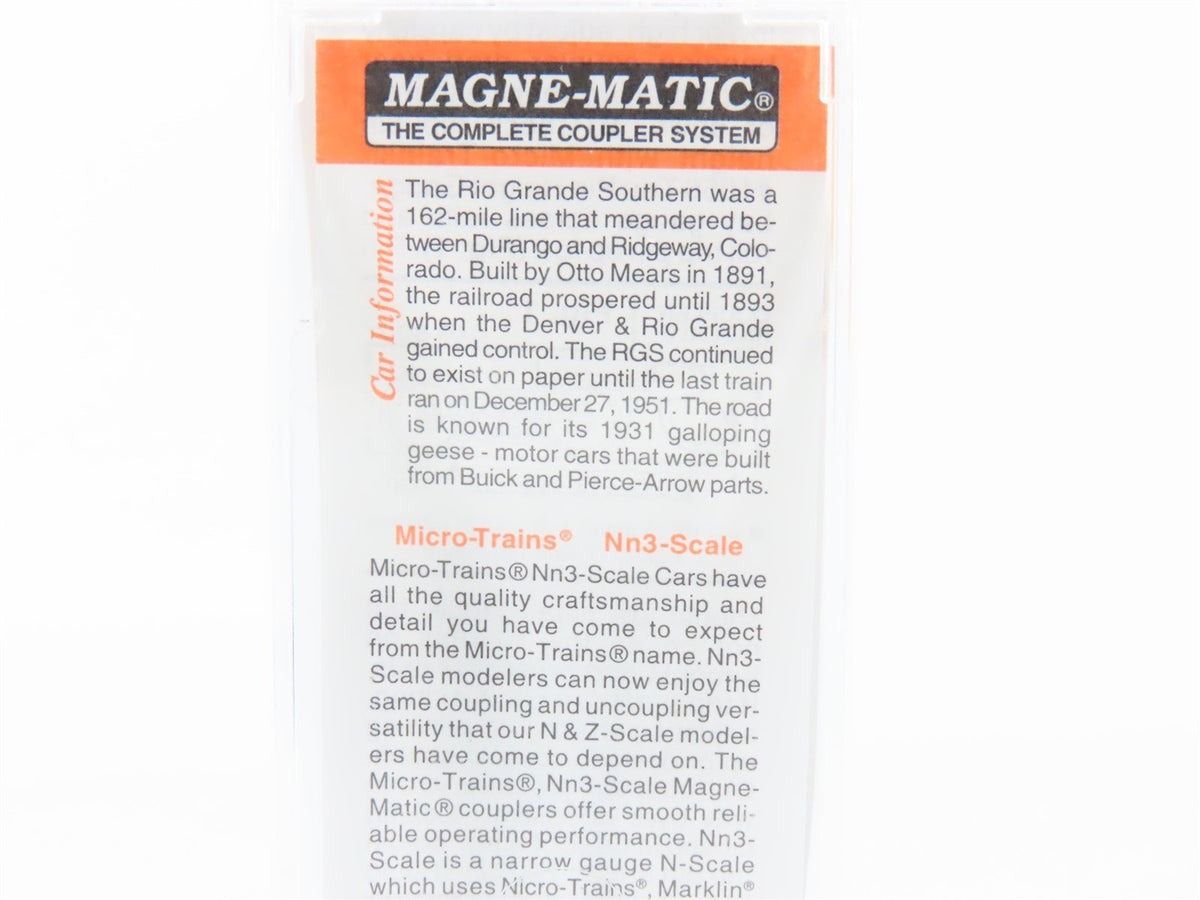 MAGNE-MATIC®
THE COMPLETE COUPLER SYSTEM
Car Information
The Rio Grande Southern was a
162-mile line that meandered be-
tween Durango and Ridgeway, Colo-
rado. Built by Otto Mears in 1891,
the railroad prospered until 1893
when the Denver & Rio Grande
gained control. The RGS continued
to exist on paper until the last train
ran on December 27, 1951. The road
is known for its 1931 galloping
geese - motor cars that were built
from Buick and Pierce-Arrow parts.
Micro-Trains® Nn3-Scale
Micro-Trains® Nn3-Scale Cars have
all the quality craftsmanship and
detail you have come to expect
from the Micro-Trains® name. Nn3-
Scale modelers can now enjoy the
same coupling and uncoupling ver-
satility that our N & Z-Scale model-
ers have come to depend on. The
Micro-Trains®, Nn3-Scale Magne-
Matic® couplers offer smooth reli-
able operating performance. Nn3-
Scale is a narrow gauge N-Scale
which uses Micro-Trains®, Marklin®